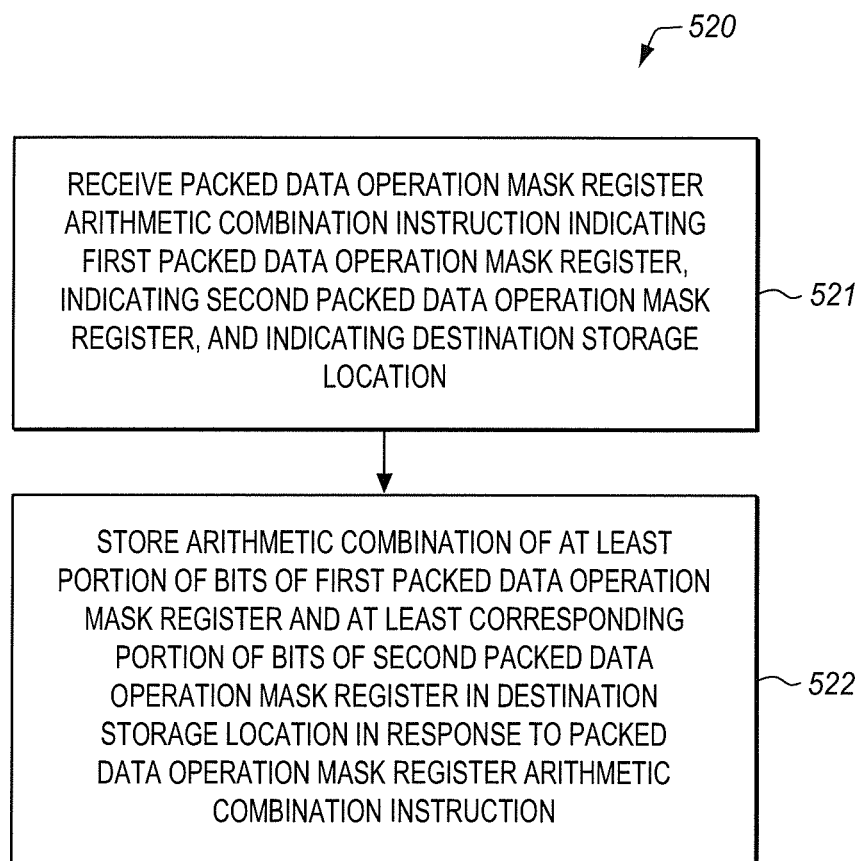 520
RECEIVE PACKED DATA OPERATION MASK REGISTER
ARITHMETIC COMBINATION INSTRUCTION INDICATING
FIRST PACKED DATA OPERATION MASK REGISTER,
INDICATING SECOND PACKED DATA OPERATION MASK
REGISTER, AND INDICATING DESTINATION STORAGE
LOCATION
521
STORE ARITHMETIC COMBINATION OF AT LEAST
PORTION OF BITS OF FIRST PACKED DATA OPERATION
MASK REGISTER AND AT LEAST CORRESPONDING
PORTION OF BITS OF SECOND PACKED DATA
OPERATION MASK REGISTER IN DESTINATION
STORAGE LOCATION IN RESPONSE TO PACKED
DATA OPERATION MASK REGISTER ARITHMETIC
COMBINATION INSTRUCTION
522